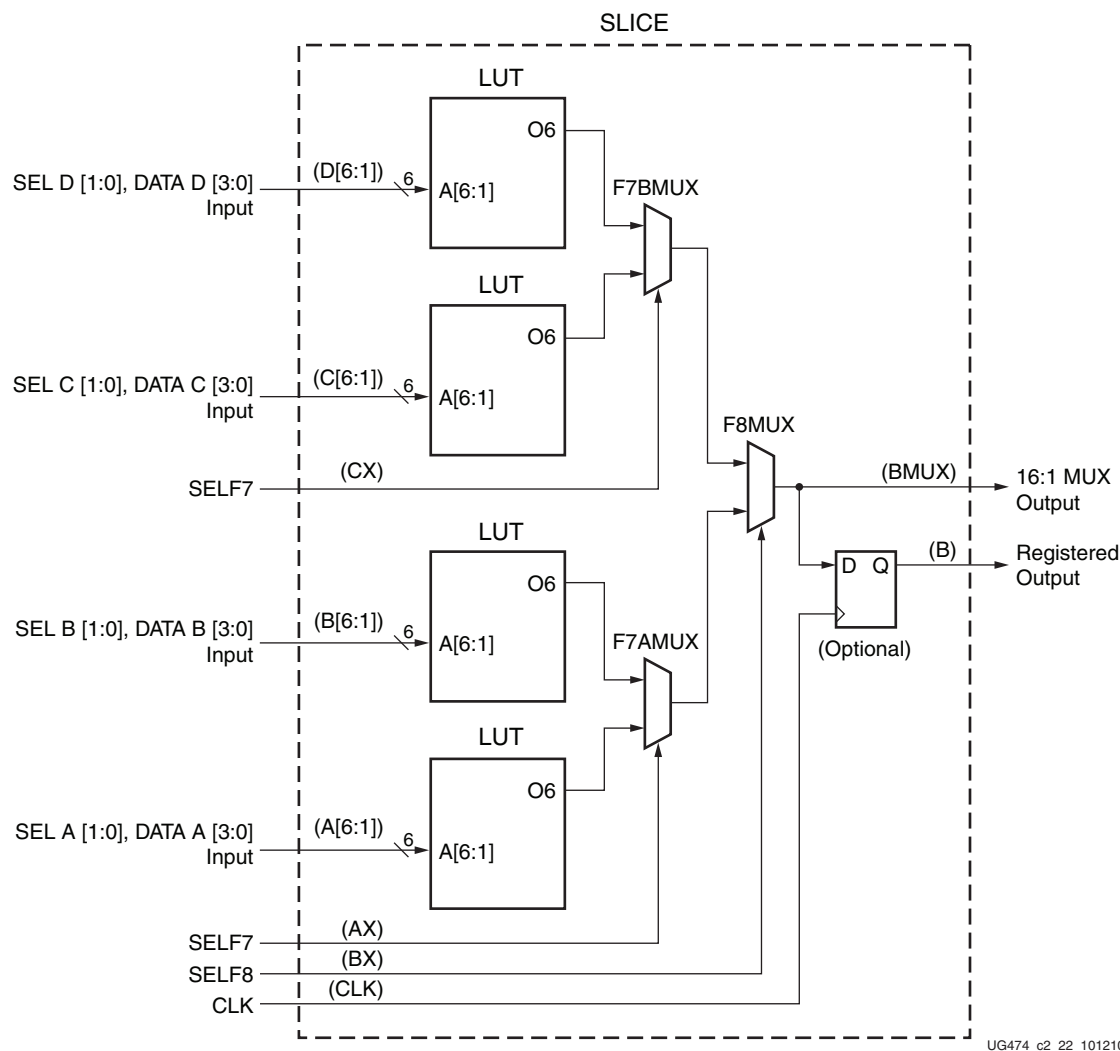 SLICE
LUT
O6
SEL D [1:0], DATA D [3:0]
Input
(D[6:1])
6
A[6:1]
F7BMUX
LUT
O6
SEL C [1:0], DATA C [3:0]
Input
(C[6:1])
6
A[6:1]
F8MUX
SELF7
(CX)
(BMUX)
16:1 MUX
Output
LUT
O6
D Q
(B)
Registered
Output
SEL B [1:0], DATA B [3:0]
Input
(B[6:1])
6
A[6:1]
F7AMUX
(Optional)
LUT
O6
SEL A [1:0], DATA A [3:0]
Input
(A[6:1])
6
A[6:1]
SELF7
(AX)
SELF8
(BX)
CLK
(CLK)